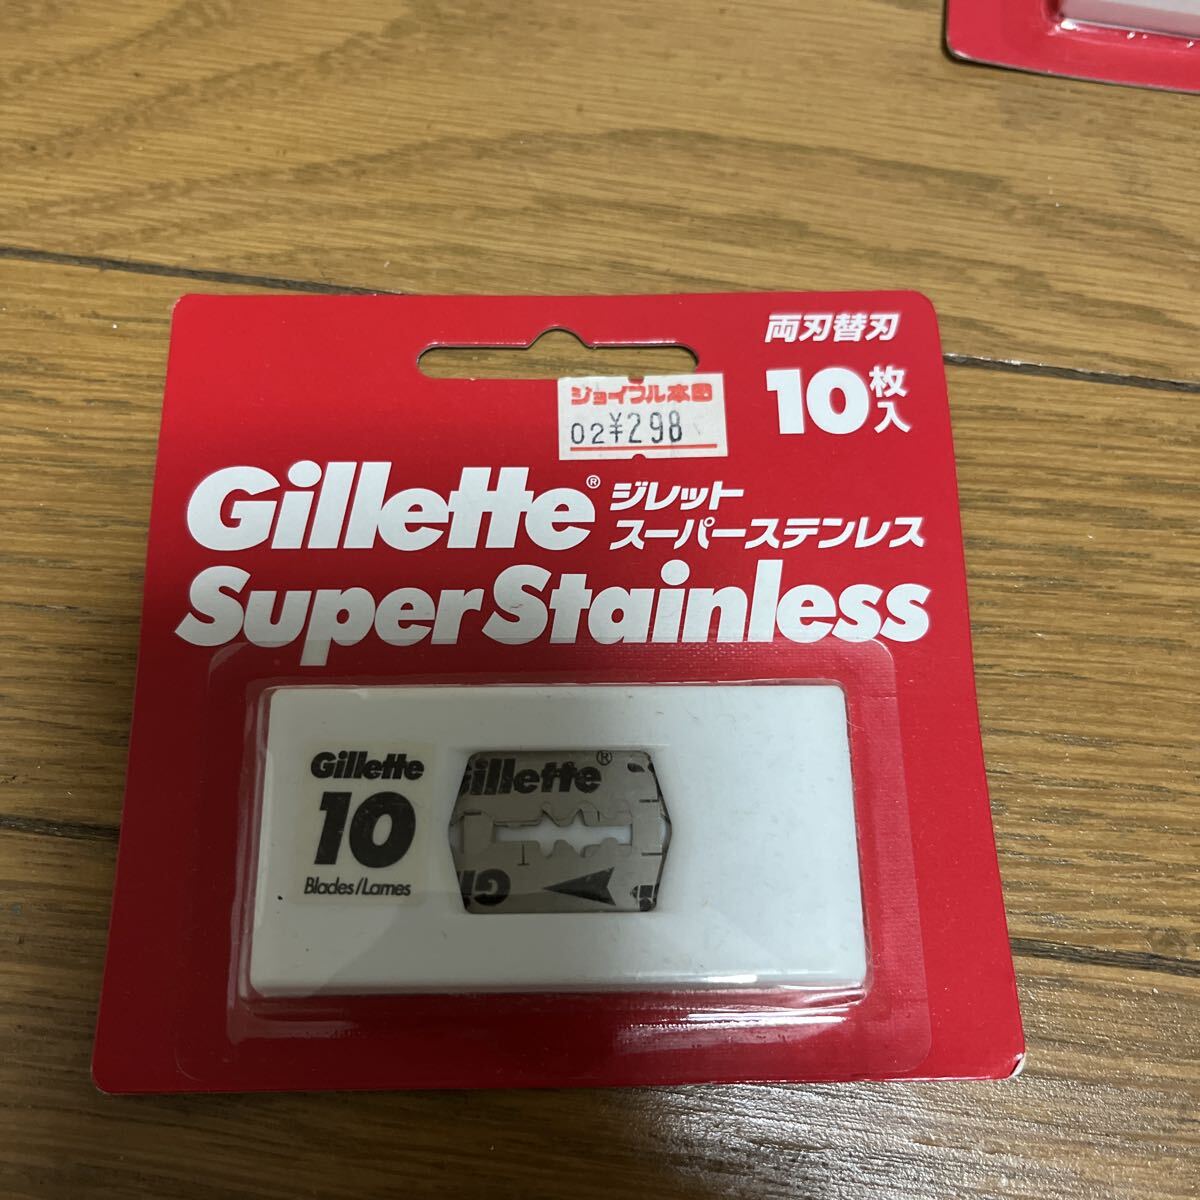 両刃替刃
10枚入
ジョイフル本田
02¥298
Gillette® ジレット
スーパーステンレス
Super Stainless
Gillette
10
Blades/Lames
Gillette®